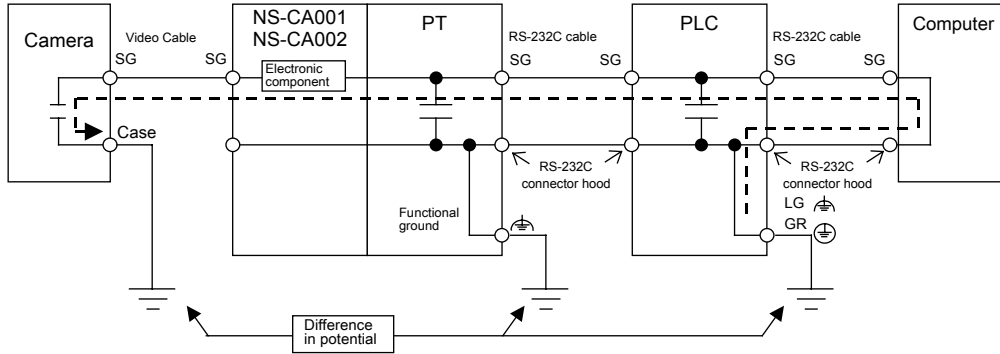 Camera
NS-CA001
NS-CA002
PT
PLC
Computer
Video Cable
RS-232C cable
RS-232C cable
SG
SG
SG
SG
SG
SG
Electronic
component
Case
RS-232C
connector hood
RS-232C
connector hood
Functional
ground
LG
GR
Difference
in potential